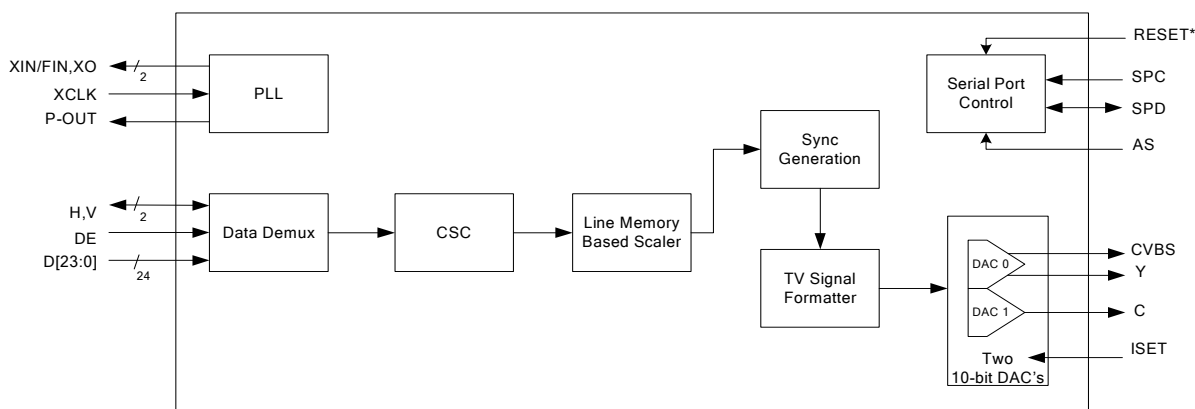 XIN/FIN,XO
2
XCLK
P-OUT
PLL
RESET*
Serial Port
Control
SPC
SPD
AS
Sync
Generation
H,V
2
DE
D[23:0]
24
Data Demux
CSC
Line Memory
Based Scaler
TV Signal
Formatter
DAC 0
DAC 1
Two
10-bit DAC's
CVBS
Y
C
ISET